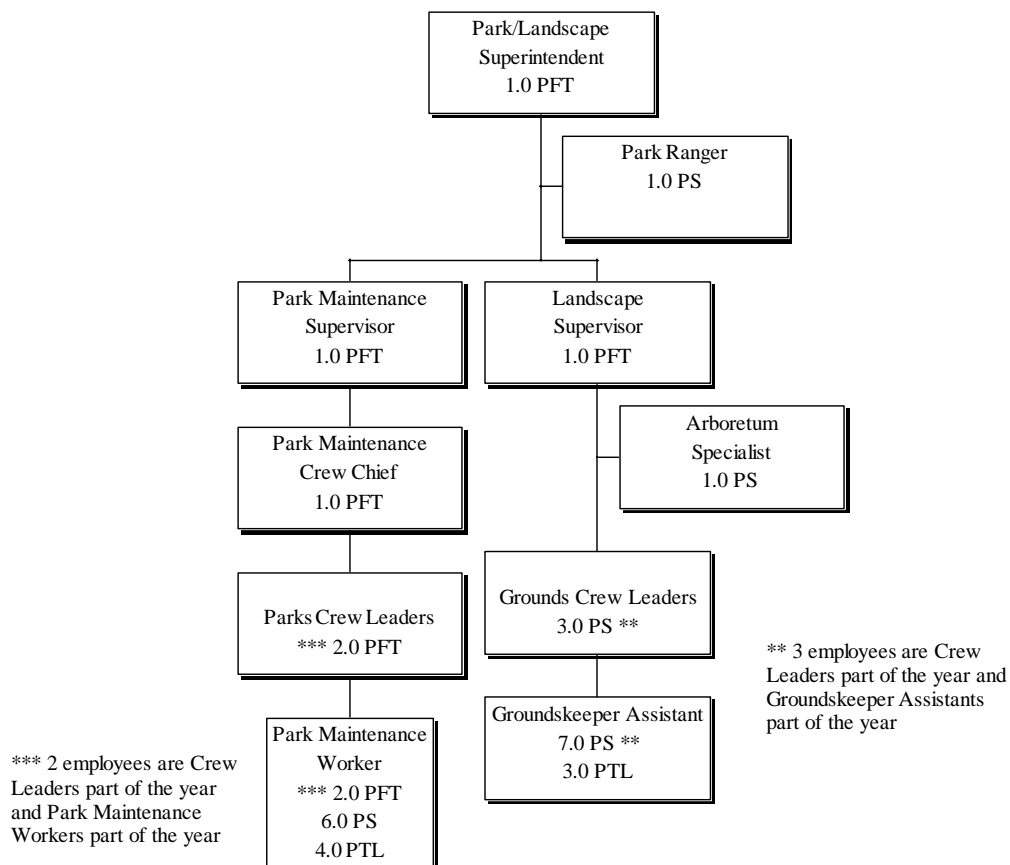 Park/Landscape
Superintendent
1.0 PFT
Park Ranger
1.0 PS
Park Maintenance
Supervisor
1.0 PFT
Landscape
Supervisor
1.0 PFT
Park Maintenance
Crew Chief
1.0 PFT
Arboretum
Specialist
1.0 PS
Parks Crew Leaders
*** 2.0 PFT
Grounds Crew Leaders
3.0 PS **
** 3 employees are Crew
Leaders part of the year and
Groundskeeper Assistants
part of the year
Groundskeeper Assistant
7.0 PS **
3.0 PTL
Park Maintenance
Worker
*** 2.0 PFT
6.0 PS
4.0 PTL
*** 2 employees are Crew
Leaders part of the year
and Park Maintenance
Workers part of the year